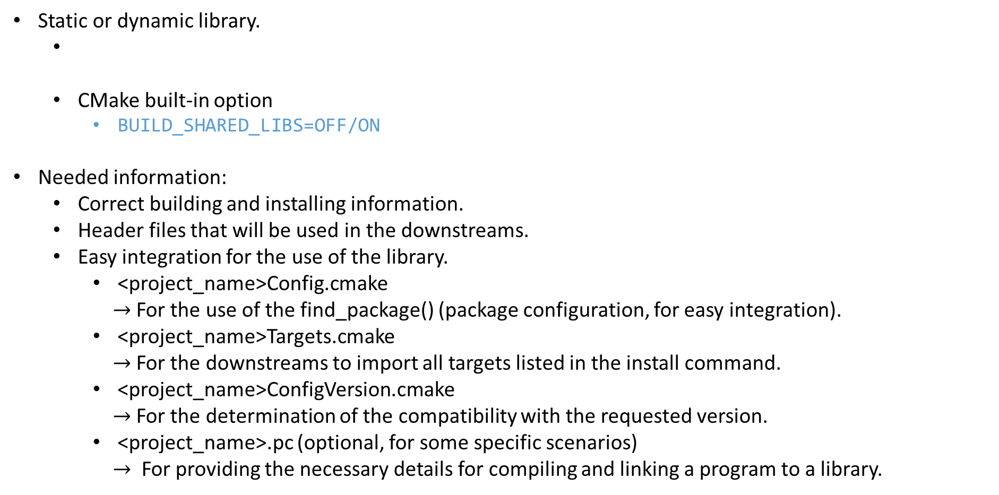 • Static or dynamic library.
•
• CMake built-in option
• BUILD_SHARED_LIBS=OFF/ON
• Needed information:
• Correct building and installing information.
• Header files that will be used in the downstreams.
• Easy integration for the use of the library.
• <project_name>Config.cmake
→ For the use of the find_package() (package configuration, for easy integration).
• <project_name>Targets.cmake
→ For the downstreams to import all targets listed in the install command.
• <project_name>ConfigVersion.cmake
→ For the determination of the compatibility with the requested version.
• <project_name>.pc (optional, for some specific scenarios)
→ For providing the necessary details for compiling and linking a program to a library.